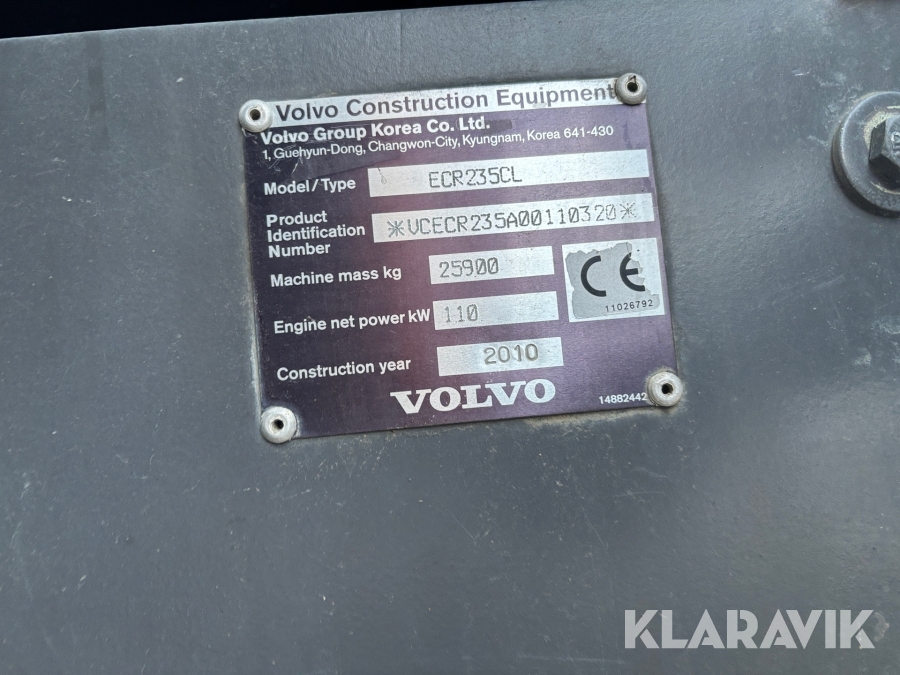 Volvo Construction Equipment
Volvo Group Korea Co. Ltd.
1, Guehyun-Dong, Changwon-City, Kyungnam, Korea 641-430
Model/Type ECR235CL
Product Identification Number *VCECR235A00110320*
Machine mass kg 25900
CE
11026792
Engine net power kW 110
Construction year 2010
VOLVO
14882442
KLARAVIK